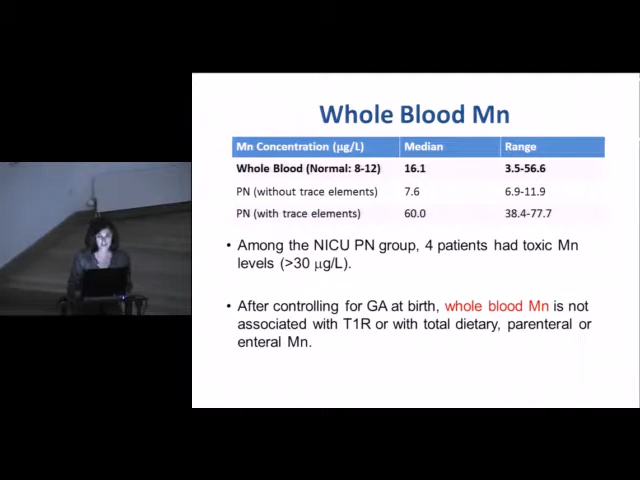 Whole Blood Mn
Mn Concentration (µg/L) Median Range
Whole Blood (Normal: 8-12) 16.1 3.5-56.6
PN (without trace elements) 7.6 6.9-11.9
PN (with trace elements) 60.0 38.4-77.7
• Among the NICU PN group, 4 patients had toxic Mn
levels (>30 µg/L).
• After controlling for GA at birth, whole blood Mn is not
associated with T1R or with total dietary, parenteral or
enteral Mn.